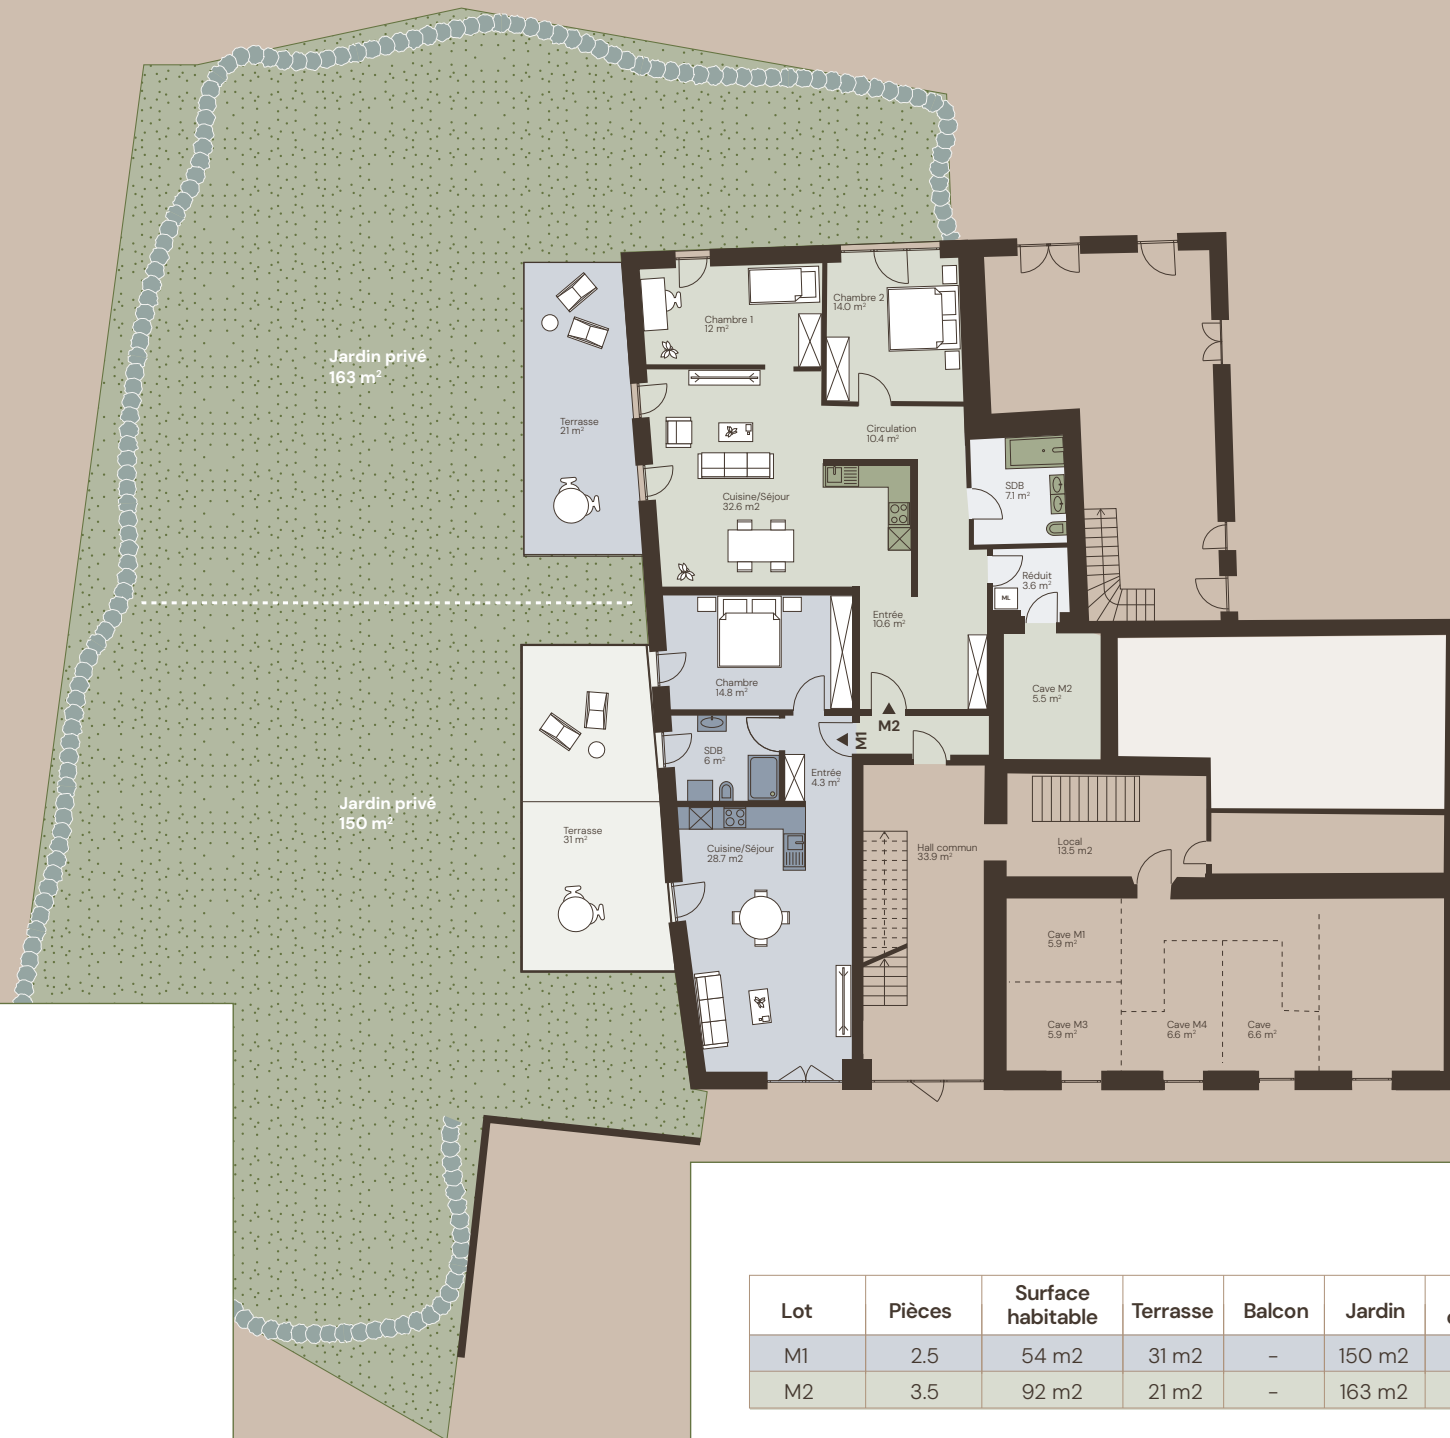 Jardin privé
163 m²
Terrasse
21 m²
Chambre 1
12 m²
Chambre 2
14.0 m²
Circulation
10.4 m²
Cuisine/Séjour
32.6 m2
SDB
7.1 m²
Réduit
3.6 m²
ML
Entrée
10.6 m²
Chambre
14.8 m²
Cave M2
5.5 m²
M2
M1
SDB
6 m²
Entrée
4.3 m²
Jardin privé
150 m²
Terrasse
31 m²
Cuisine/Séjour
28.7 m2
Hall commun
33.9 m²
Local
13.5 m2
Cave M1
5.9 m²
Cave M3
5.9 m²
Cave M4
6.6 m²
Cave
6.6 m²
Lot Pièces Surface habitable Terrasse Balcon Jardin
M1 2.5 54 m2 31 m2 - 150 m2
M2 3.5 92 m2 21 m2 - 163 m2